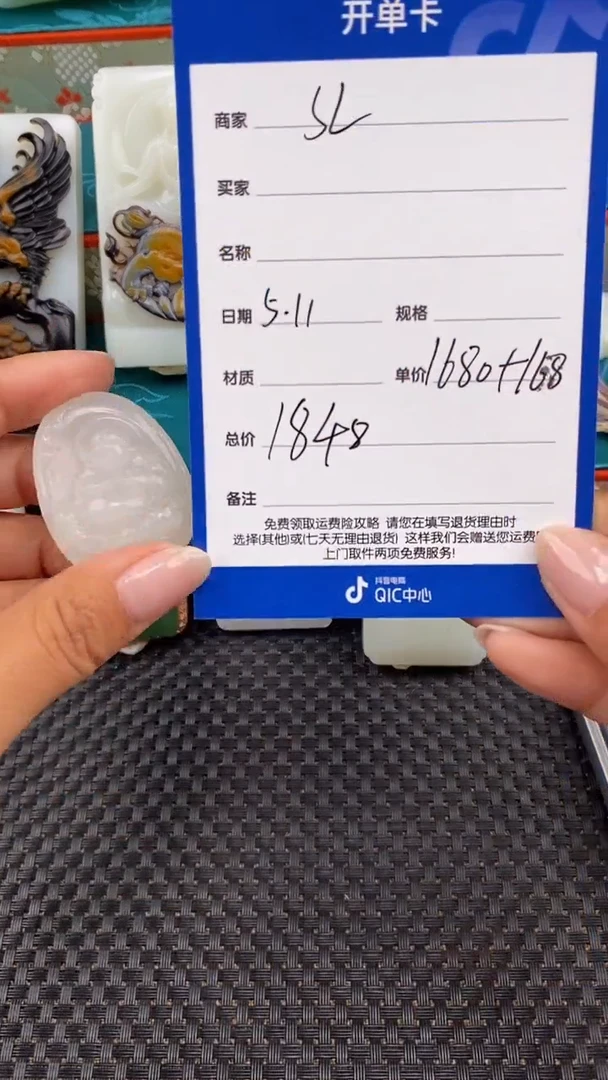 开单卡
商家 SL
买家
名称
日期 5.11 规格
材质 单价 1680+168
总价 1848
备注
免费领取运费险攻略 请您在填写退货理由时
选择(其他)或(七天无理由退货) 这样我们会赠送您运费
上门取件两项免费服务!
抖音电商
QIC中心